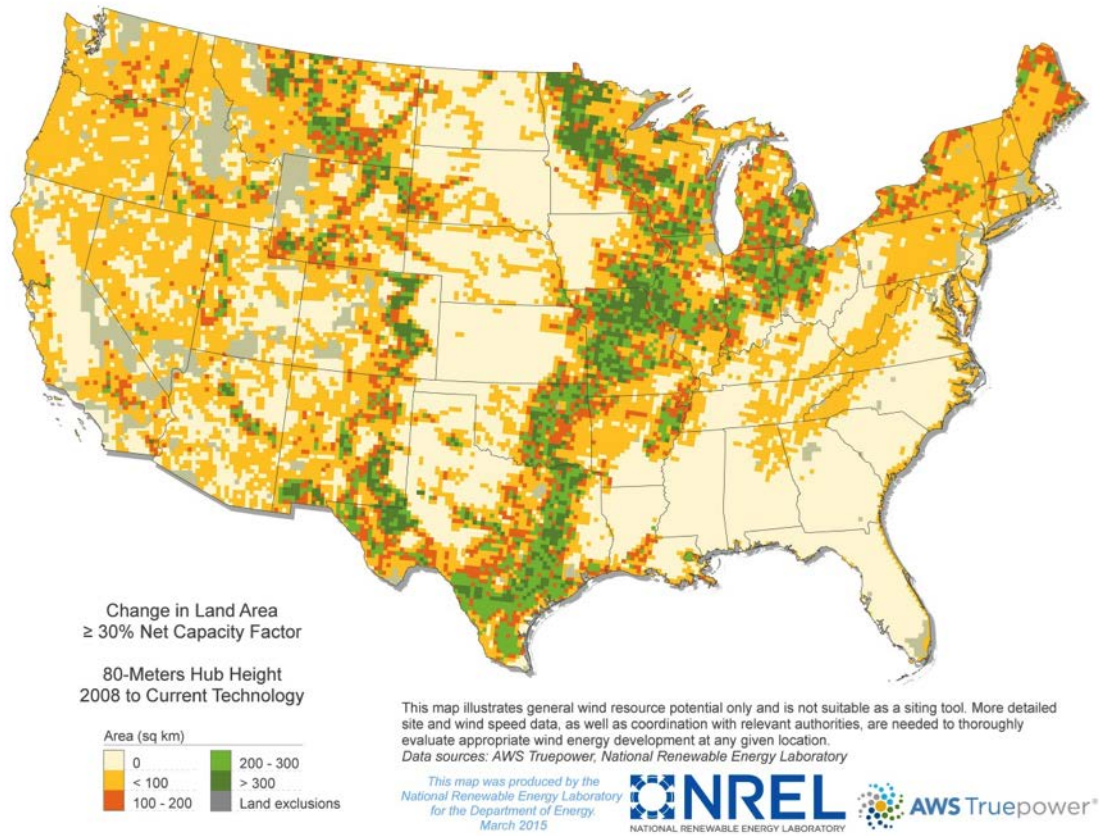 Change in Land Area
≥ 30% Net Capacity Factor
80-Meters Hub Height
2008 to Current Technology
Area (sq km)
0
< 100
100 - 200
200 - 300
> 300
Land exclusions
This map illustrates general wind resource potential only and is not suitable as a siting tool. More detailed
site and wind speed data, as well as coordination with relevant authorities, are needed to thoroughly
evaluate appropriate wind energy development at any given location.
Data sources: AWS Truepower, National Renewable Energy Laboratory
This map was produced by the
National Renewable Energy Laboratory
for the Department of Energy.
March 2015
NREL
NATIONAL RENEWABLE ENERGY LABORATORY
AWS Truepower®